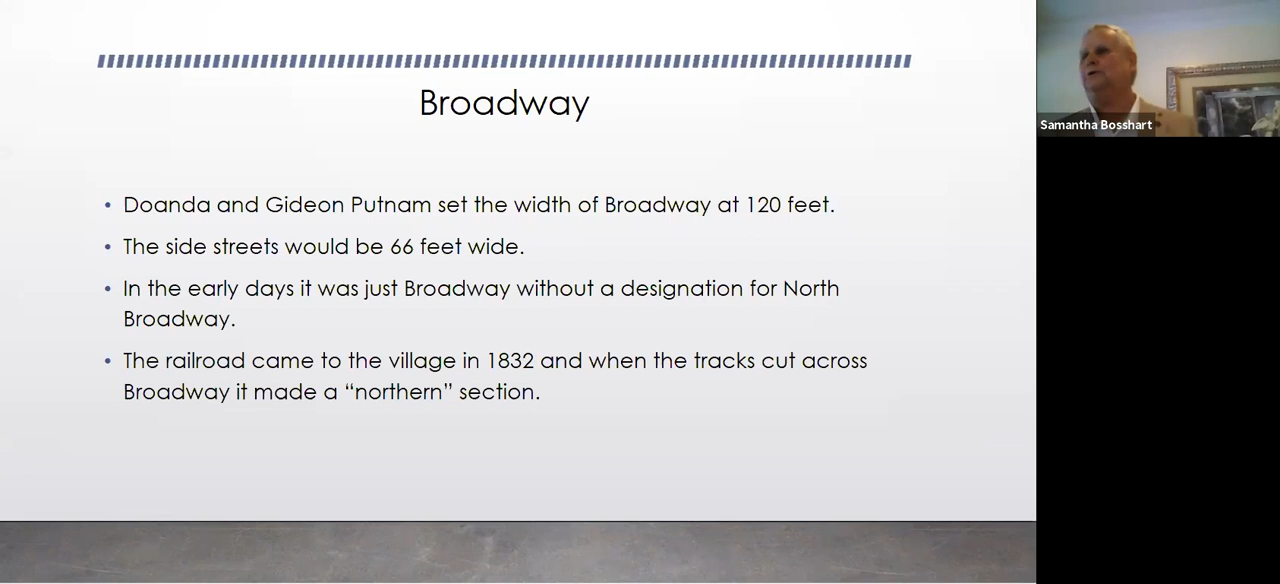 Broadway
• Doanda and Gideon Putnam set the width of Broadway at 120 feet.
• The side streets would be 66 feet wide.
• In the early days it was just Broadway without a designation for North
Broadway.
• The railroad came to the village in 1832 and when the tracks cut across
Broadway it made a “northern” section.
Samantha Bosshart